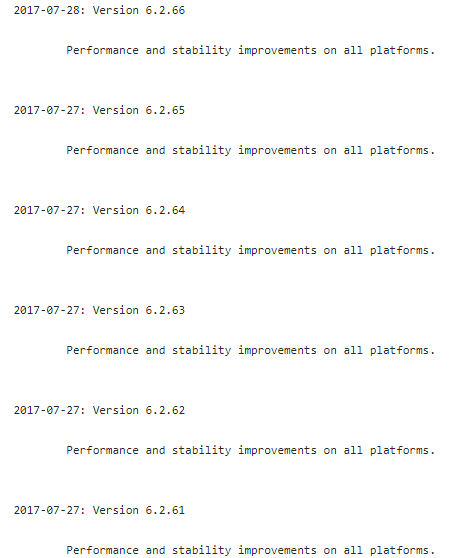 2017-07-28: Version 6.2.66
Performance and stability improvements on all platforms.
2017-07-27: Version 6.2.65
Performance and stability improvements on all platforms.
2017-07-27: Version 6.2.64
Performance and stability improvements on all platforms.
2017-07-27: Version 6.2.63
Performance and stability improvements on all platforms.
2017-07-27: Version 6.2.62
Performance and stability improvements on all platforms.
2017-07-27: Version 6.2.61
Performance and stability improvements on all platforms.